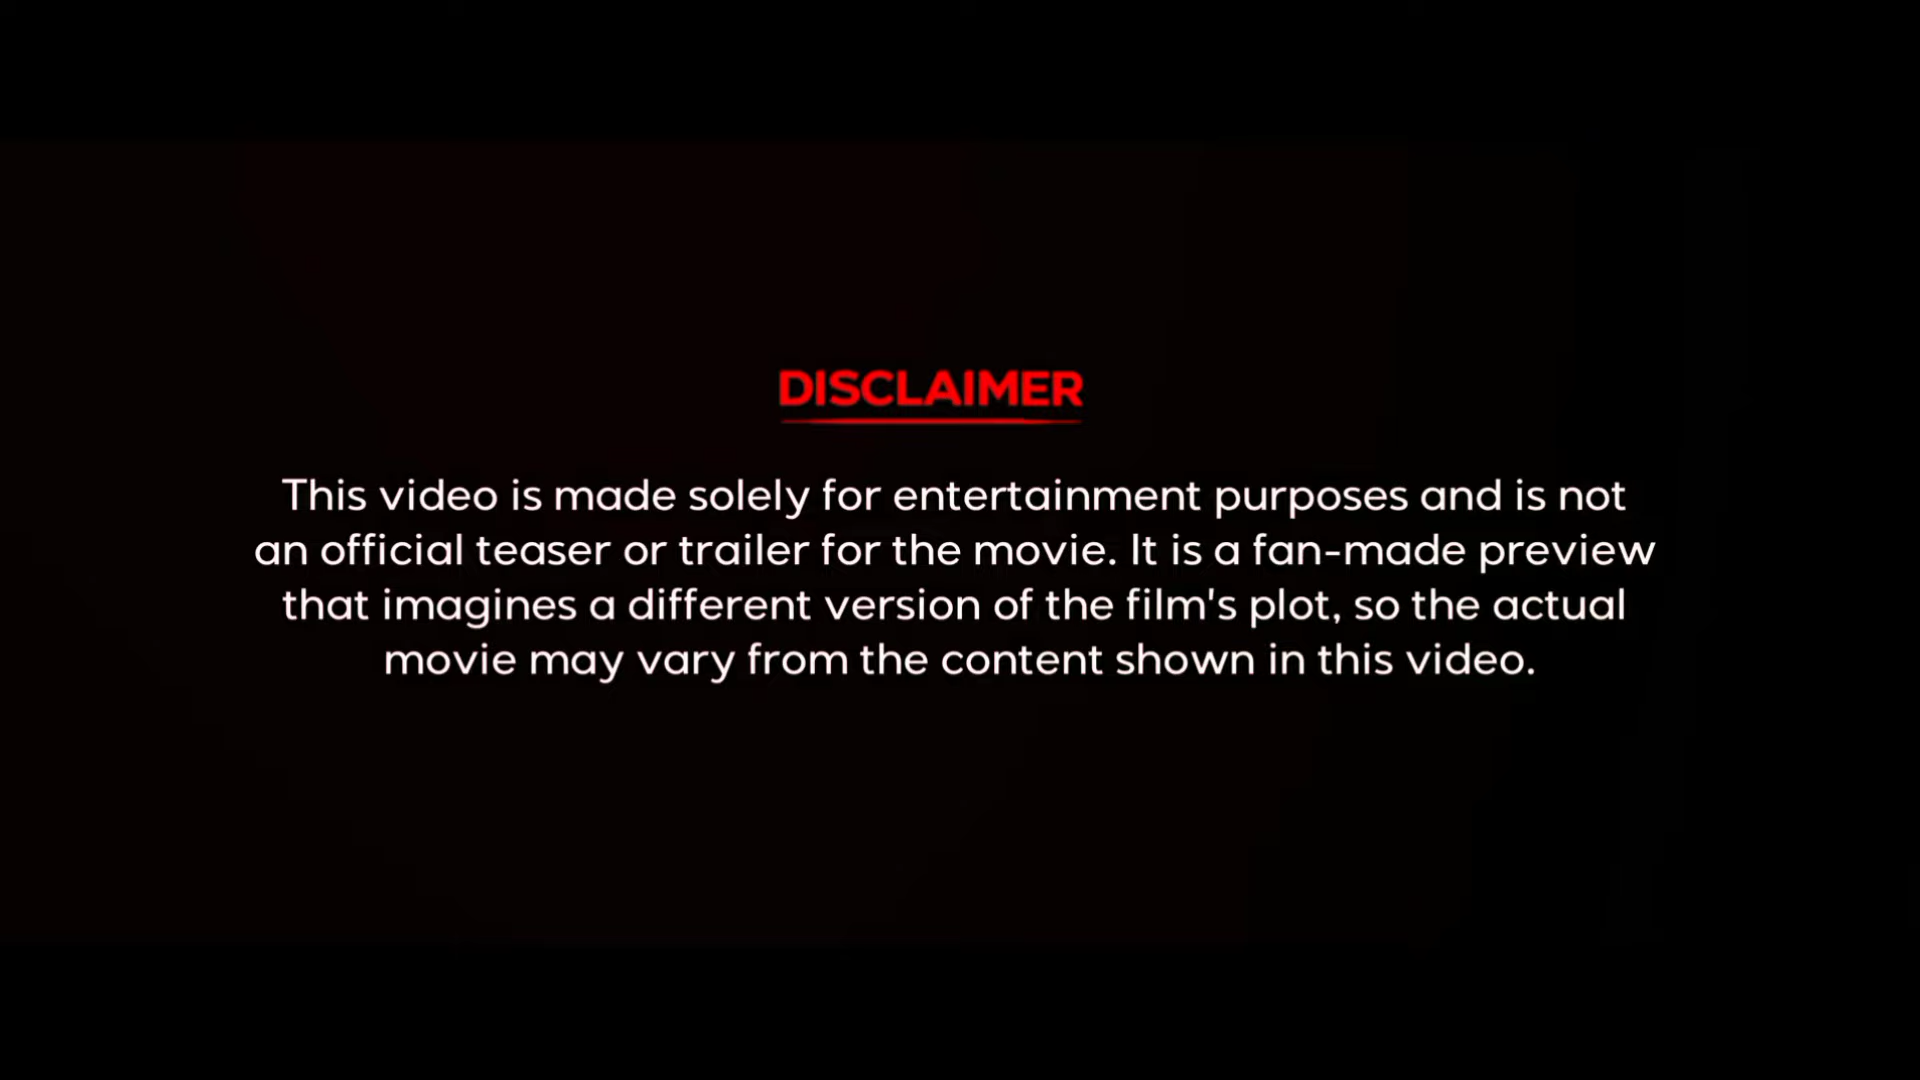 DISCLAIMER
This video is made solely for entertainment purposes and is not
an official teaser or trailer for the movie. It is a fan-made preview
that imagines a different version of the film's plot, so the actual
movie may vary from the content shown in this video.